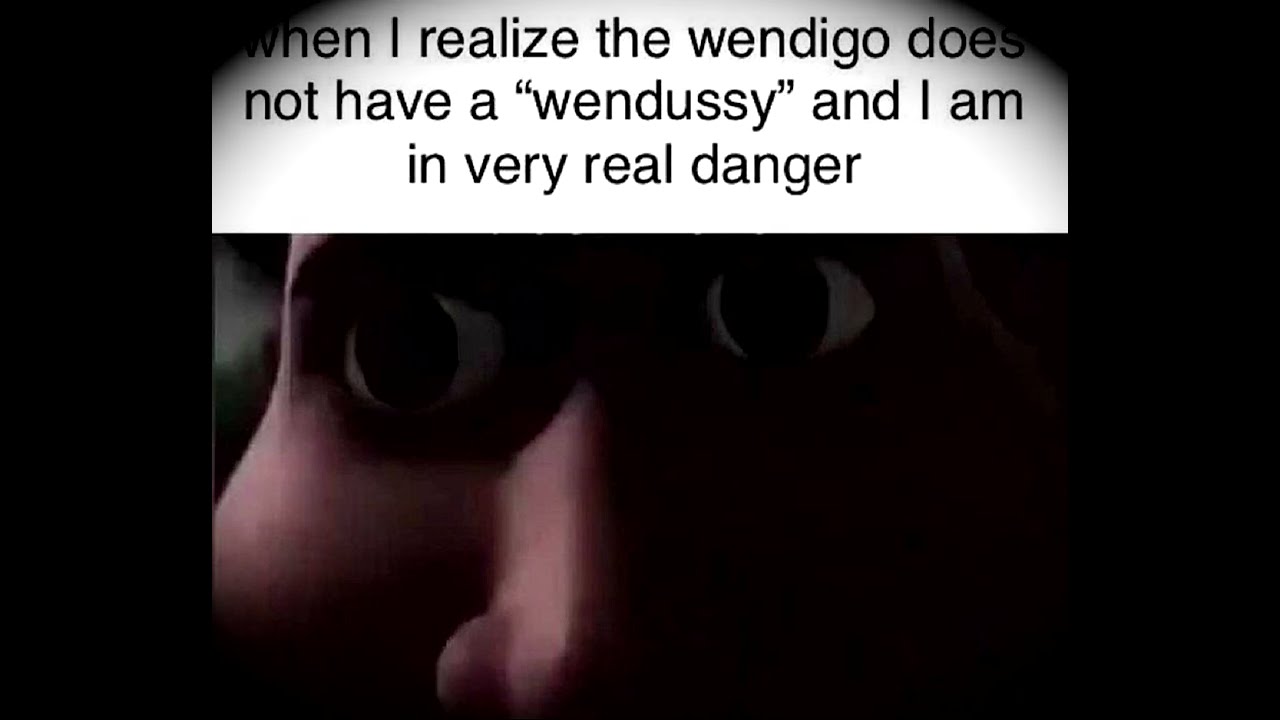 when I realize the wendigo does
not have a “wendussy” and I am
in very real danger